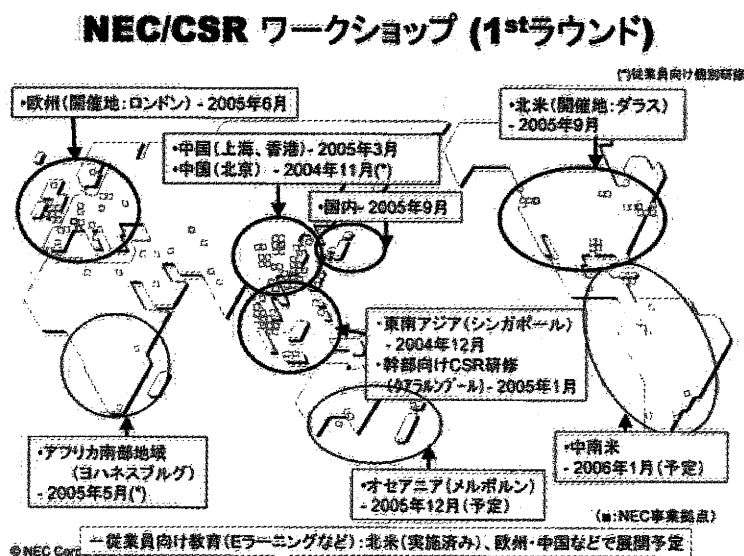 NEC/CSR ワークショップ (1stラウンド)
(*)従業員向け個別研修
•欧州(開催地:ロンドン) - 2005年6月
•北米(開催地:ダラス)
- 2005年9月
•中国(上海、香港)- 2005年3月
•中国(北京) - 2004年11月(*)
•国内- 2005年9月
•東南アジア(シンガポール)
- 2004年12月
•幹部向けCSR研修
(クアラルンプール) - 2005年1月
•アフリカ南部地域
(ヨハネスブルグ)
- 2005年5月(*)
•オセアニア(メルボルン)
- 2005年12月(予定)
•中南米
- 2006年1月(予定)
(■:NEC事業拠点)
© NEC Corp
―従業員向け教育(Eラーニングなど):北米(実施済み)、欧州・中国などで展開予定